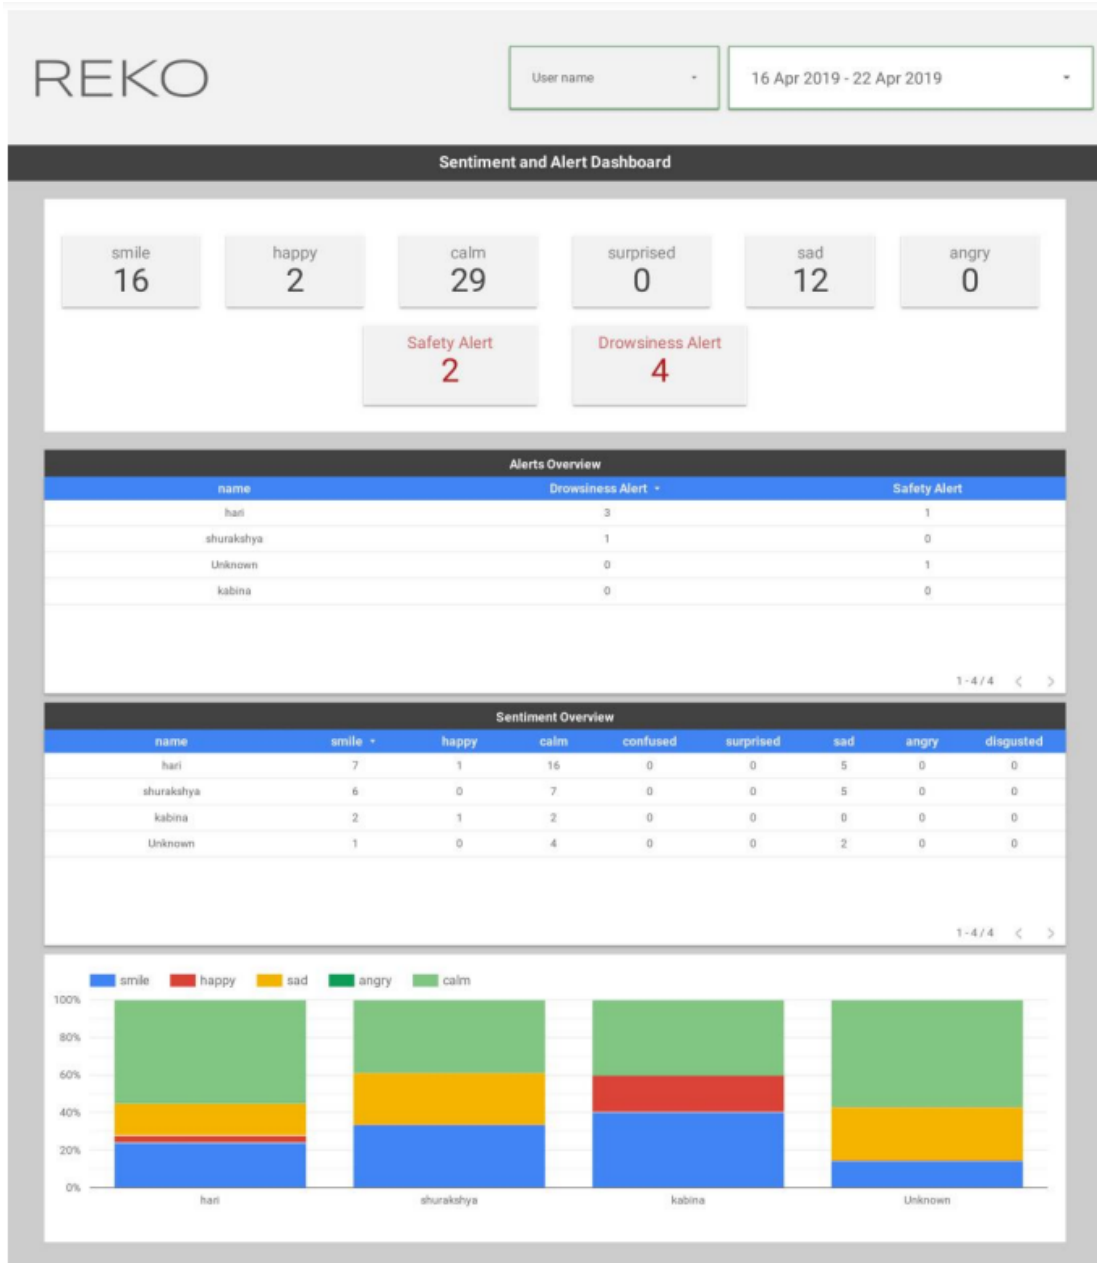 REKO
User name
16 Apr 2019 - 22 Apr 2019
Sentiment and Alert Dashboard
smile happy calm surprised sad angry
16 2 29 0 12 0
Safety Alert Drowsiness Alert
2 4
Alerts Overview
name Drowsiness Alert Safety Alert
hari 3 1
shurakshya 1 0
Unknown 0 1
kabina 0 0
1 - 4 / 4
Sentiment Overview
name smile happy calm confused surprised sad angry disgusted
hari 7 1 16 0 0 5 0 0
shurakshya 6 0 7 0 0 5 0 0
kabina 2 1 2 0 0 0 0 0
Unknown 1 0 4 0 0 2 0 0
1 - 4 / 4
smile happy sad angry calm
100%
80%
60%
40%
20%
0%
hari shurakshya kabina Unknown